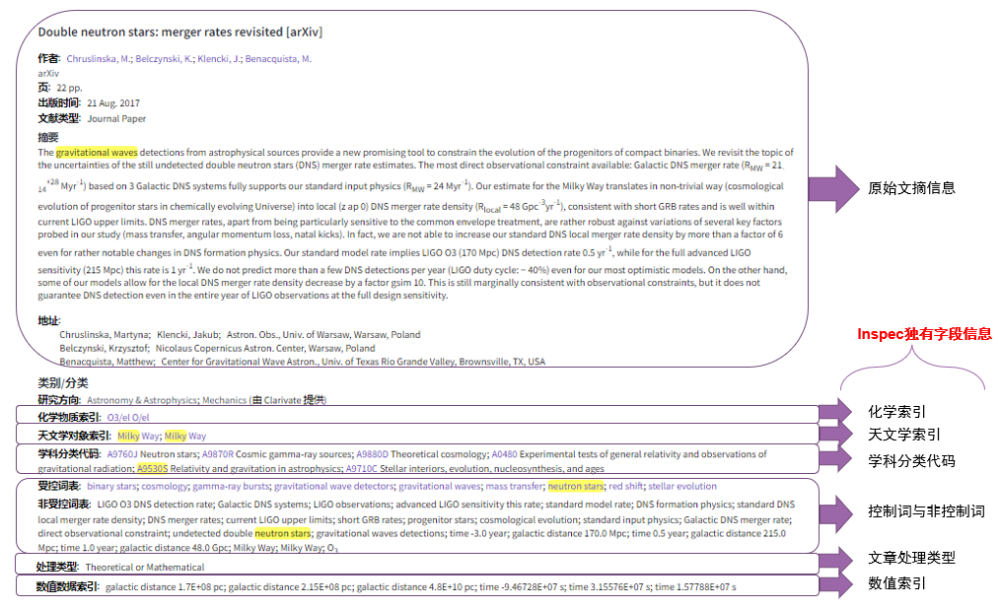 Double neutron stars: merger rates revisited [arXiv]
作者: Chruslinska, M.; Belczynski, K.; Klencki, J.; Benacquista, M.
arXiv
页: 22 pp.
出版时间: 21 Aug. 2017
文献类型: Journal Paper
摘要
The gravitational waves detections from astrophysical sources provide a new promising tool to constrain the evolution of the progenitors of compact binaries. We revisit the topic of
the uncertainties of the still undetected double neutron stars (DNS) merger rate estimates. The most direct observational constraint available: Galactic DNS merger rate (R_MW = 21_
14^+28 Myr^-1) based on 3 Galactic DNS systems fully supports our standard input physics (R_MW = 24 Myr^-1). Our estimate for the Milky Way translates in non-trivial way (cosmological
evolution of progenitor stars in chemically evolving Universe) into local (z ap 0) DNS merger rate density (R_local = 48 Gpc^-3yr^-1), consistent with short GRB rates and is well within
current LIGO upper limits. DNS merger rates, apart from being particularly sensitive to the common envelope treatment, are rather robust against variations of several key factors
probed in our study (mass transfer, angular momentum loss, natal kicks). In fact, we are not able to increase our standard DNS local merger rate density by more than a factor of 6
even for rather notable changes in DNS formation physics. Our standard model rate implies LIGO O3 (170 Mpc) DNS detection rate 0.5 yr^-1, while for the full advanced LIGO
sensitivity (215 Mpc) this rate is 1 yr^-1. We do not predict more than a few DNS detections per year (LIGO duty cycle: ~ 40%) even for our most optimistic models. On the other hand,
some of our models allow for the local DNS merger rate density decrease by a factor gsim 10. This is still marginally consistent with observational constraints, but it does not
guarantee DNS detection even in the entire year of LIGO observations at the full design sensitivity.
地址:
Chruslinska, Martyna; Klencki, Jakub; Astron. Obs., Univ. of Warsaw, Warsaw, Poland
Belczynski, Krzysztof; Nicolaus Copernicus Astron. Center, Warsaw, Poland
Benacquista, Matthew; Center for Gravitational Wave Astron., Univ. of Texas Rio Grande Valley, Brownsville, TX, USA
原始文摘信息
Inspec独有字段信息
类别/分类
研究方向: Astronomy & Astrophysics; Mechanics (由 Clarivate 提供)
化学物质索引: O3/el O/el
化学索引
天文学对象索引: Milky Way; Milky Way
天文学索引
学科分类代码: A9760J Neutron stars; A9870R Cosmic gamma-ray sources; A9880D Theoretical cosmology; A0480 Experimental tests of general relativity and observations of
gravitational radiation; A9530S Relativity and gravitation in astrophysics; A9710C Stellar interiors, evolution, nucleosynthesis, and ages
学科分类代码
受控词表: binary stars; cosmology; gamma-ray bursts; gravitational wave detectors; gravitational waves; mass transfer; neutron stars; red shift; stellar evolution
非受控词表: LIGO O3 DNS detection rate; Galactic DNS systems; LIGO observations; advanced LIGO sensitivity this rate; standard model rate; DNS formation physics; standard DNS
local merger rate density; DNS merger rates; current LIGO upper limits; short GRB rates; progenitor stars; cosmological evolution; standard input physics; Galactic DNS merger rate;
direct observational constraint; undetected double neutron stars; gravitational waves detections; time -3.0 year; galactic distance 170.0 Mpc; time 0.5 year; galactic distance 215.0
Mpc; time 1.0 year; galactic distance 48.0 Gpc; Milky Way; Milky Way; O_3
控制词与非控制词
处理类型: Theoretical or Mathematical
文章处理类型
数值数据索引: galactic distance 1.7E+08 pc; galactic distance 2.15E+08 pc; galactic distance 4.8E+10 pc; time -9.46728E+07 s; time 3.15576E+07 s; time 1.57788E+07 s
数值索引